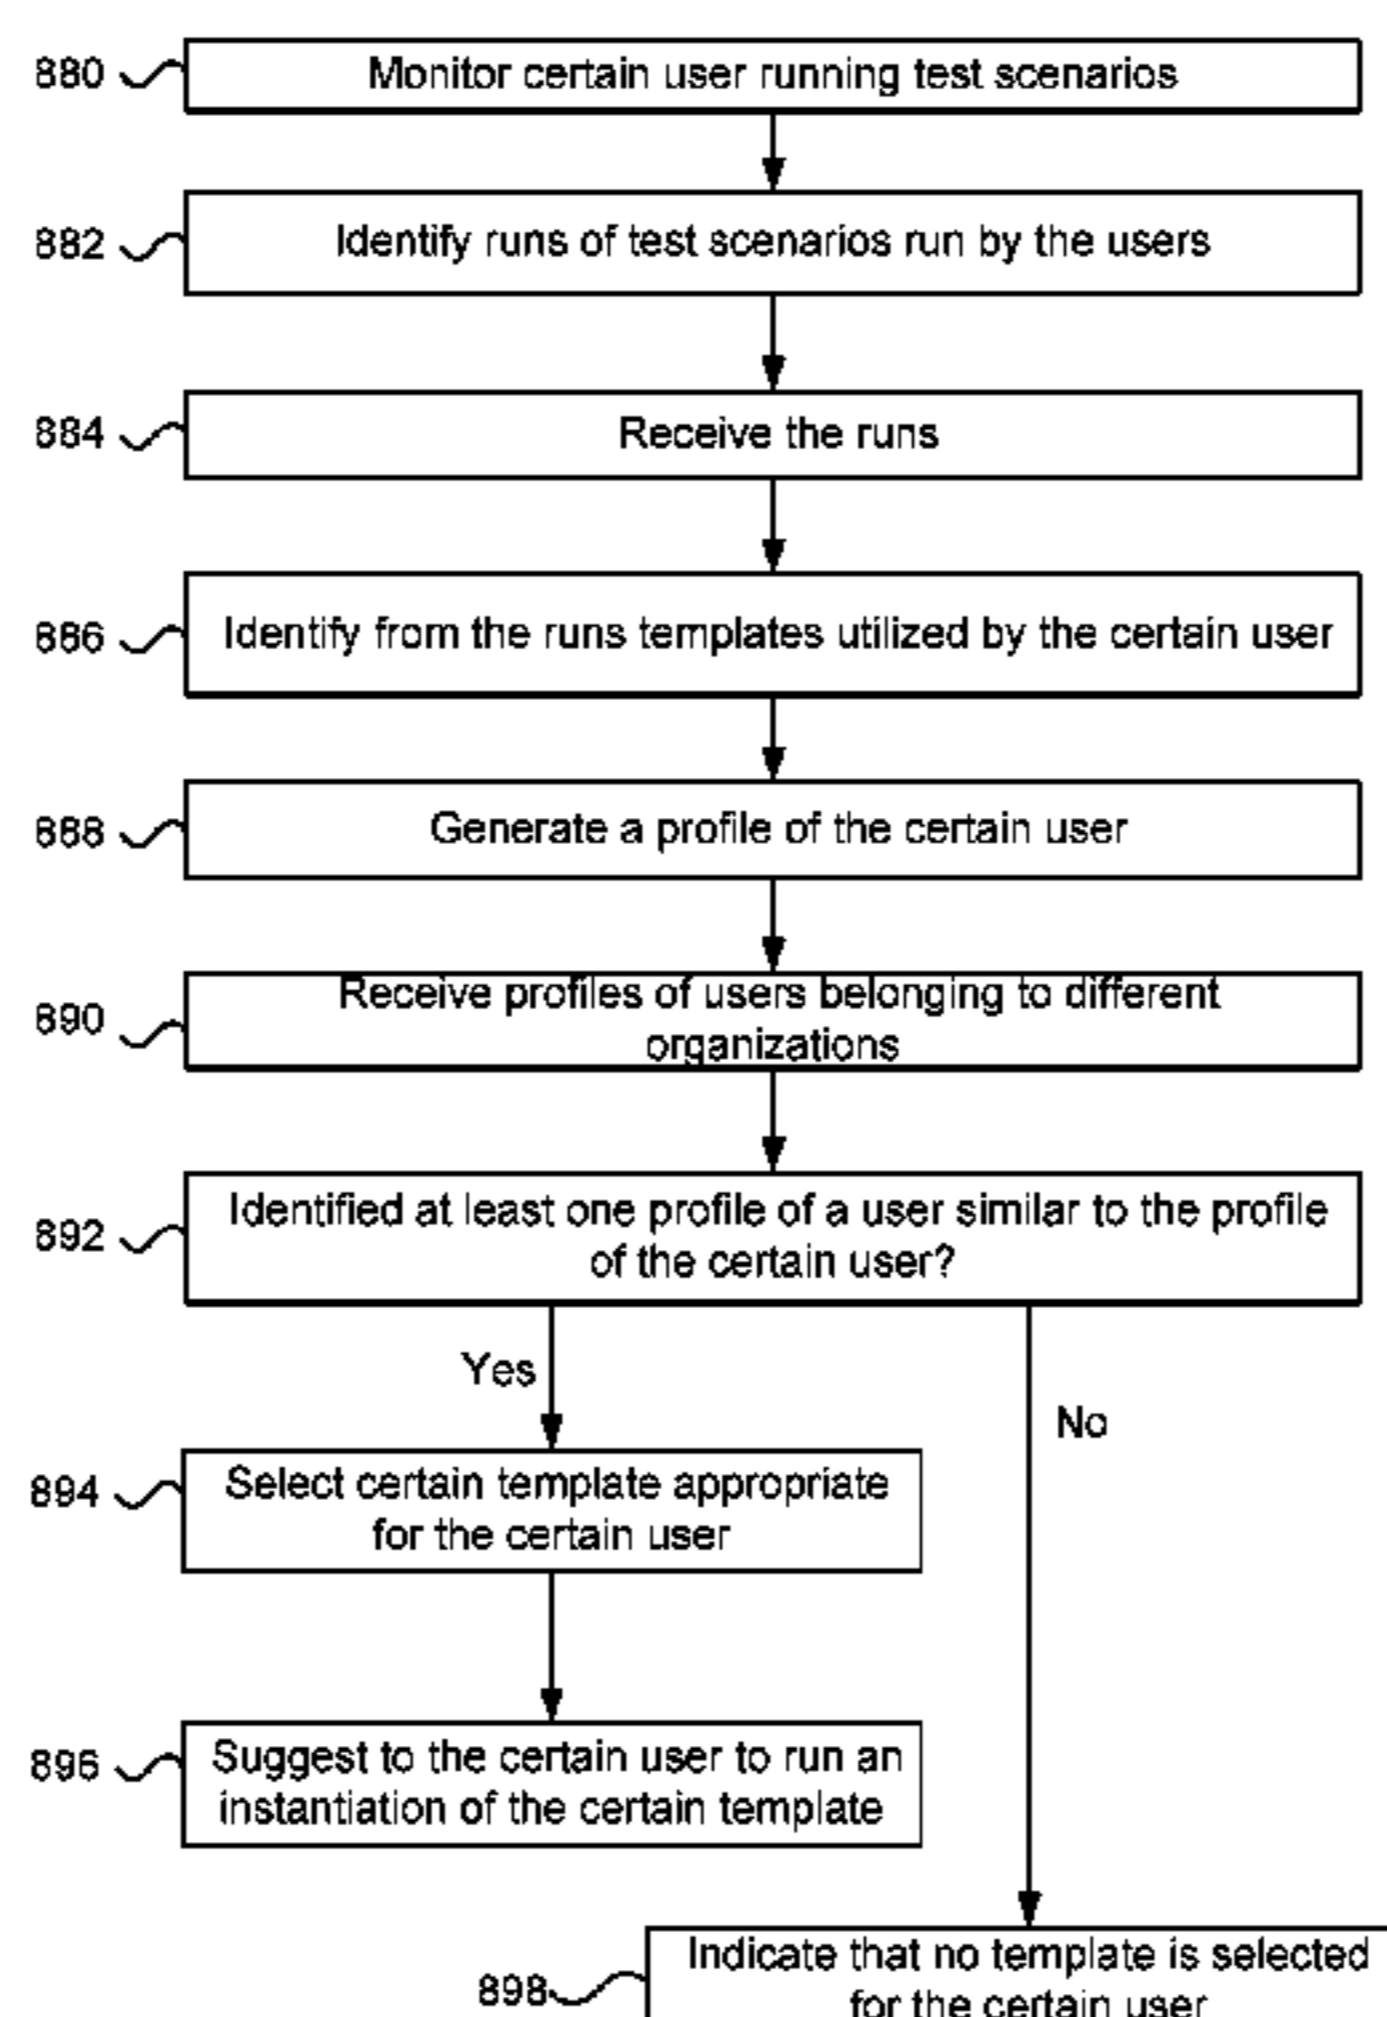 880 Monitor certain user running test scenarios
882 Identify runs of test scenarios run by the users
884 Receive the runs
886 Identify from the runs templates utilized by the certain user
888 Generate a profile of the certain user
890 Receive profiles of users belonging to different
organizations
892 Identified at least one profile of a user similar to the profile
of the certain user?
Yes
No
894 Select certain template appropriate
for the certain user
896 Suggest to the certain user to run an
instantiation of the certain template
898 Indicate that no template is selected
for the certain user